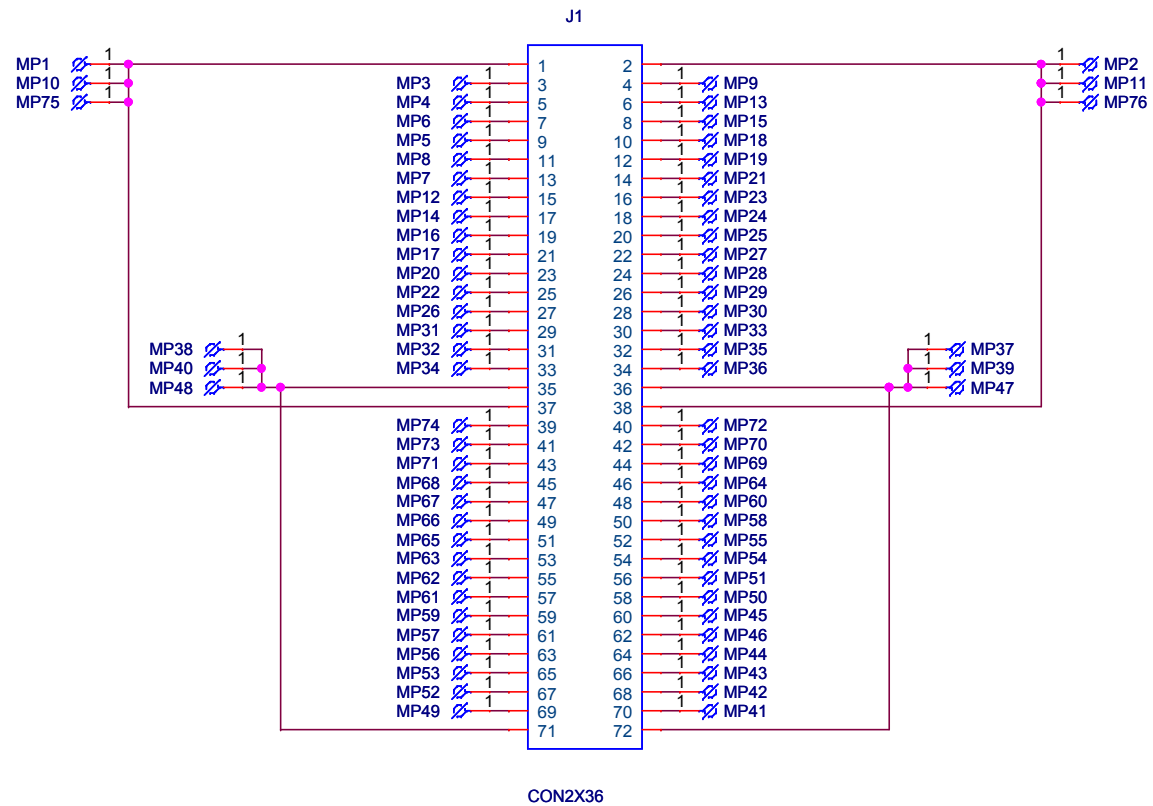 J1
MP1 1 1 2 1 MP2
MP10 1 MP3 1 3 4 1 MP9 1 MP11
MP75 1 MP4 1 5 6 1 MP13 1 MP76
MP6 1 7 8 1 MP15
MP5 1 9 10 1 MP18
MP8 1 11 12 1 MP19
MP7 1 13 14 1 MP21
MP12 1 15 16 1 MP23
MP14 1 17 18 1 MP24
MP16 1 19 20 1 MP25
MP17 1 21 22 1 MP27
MP20 1 23 24 1 MP28
MP22 1 25 26 1 MP29
MP26 1 27 28 1 MP30
MP31 1 29 30 1 MP33
MP38 1 MP32 1 31 32 1 MP35 1 MP37
MP40 1 MP34 1 33 34 1 MP36 1 MP39
MP48 1 35 36 1 MP47
37 38
MP74 1 39 40 1 MP72
MP73 1 41 42 1 MP70
MP71 1 43 44 1 MP69
MP68 1 45 46 1 MP64
MP67 1 47 48 1 MP60
MP66 1 49 50 1 MP58
MP65 1 51 52 1 MP55
MP63 1 53 54 1 MP54
MP62 1 55 56 1 MP51
MP61 1 57 58 1 MP50
MP59 1 59 60 1 MP45
MP57 1 61 62 1 MP46
MP56 1 63 64 1 MP44
MP53 1 65 66 1 MP43
MP52 1 67 68 1 MP42
MP49 1 69 70 1 MP41
71 72
CON2X36